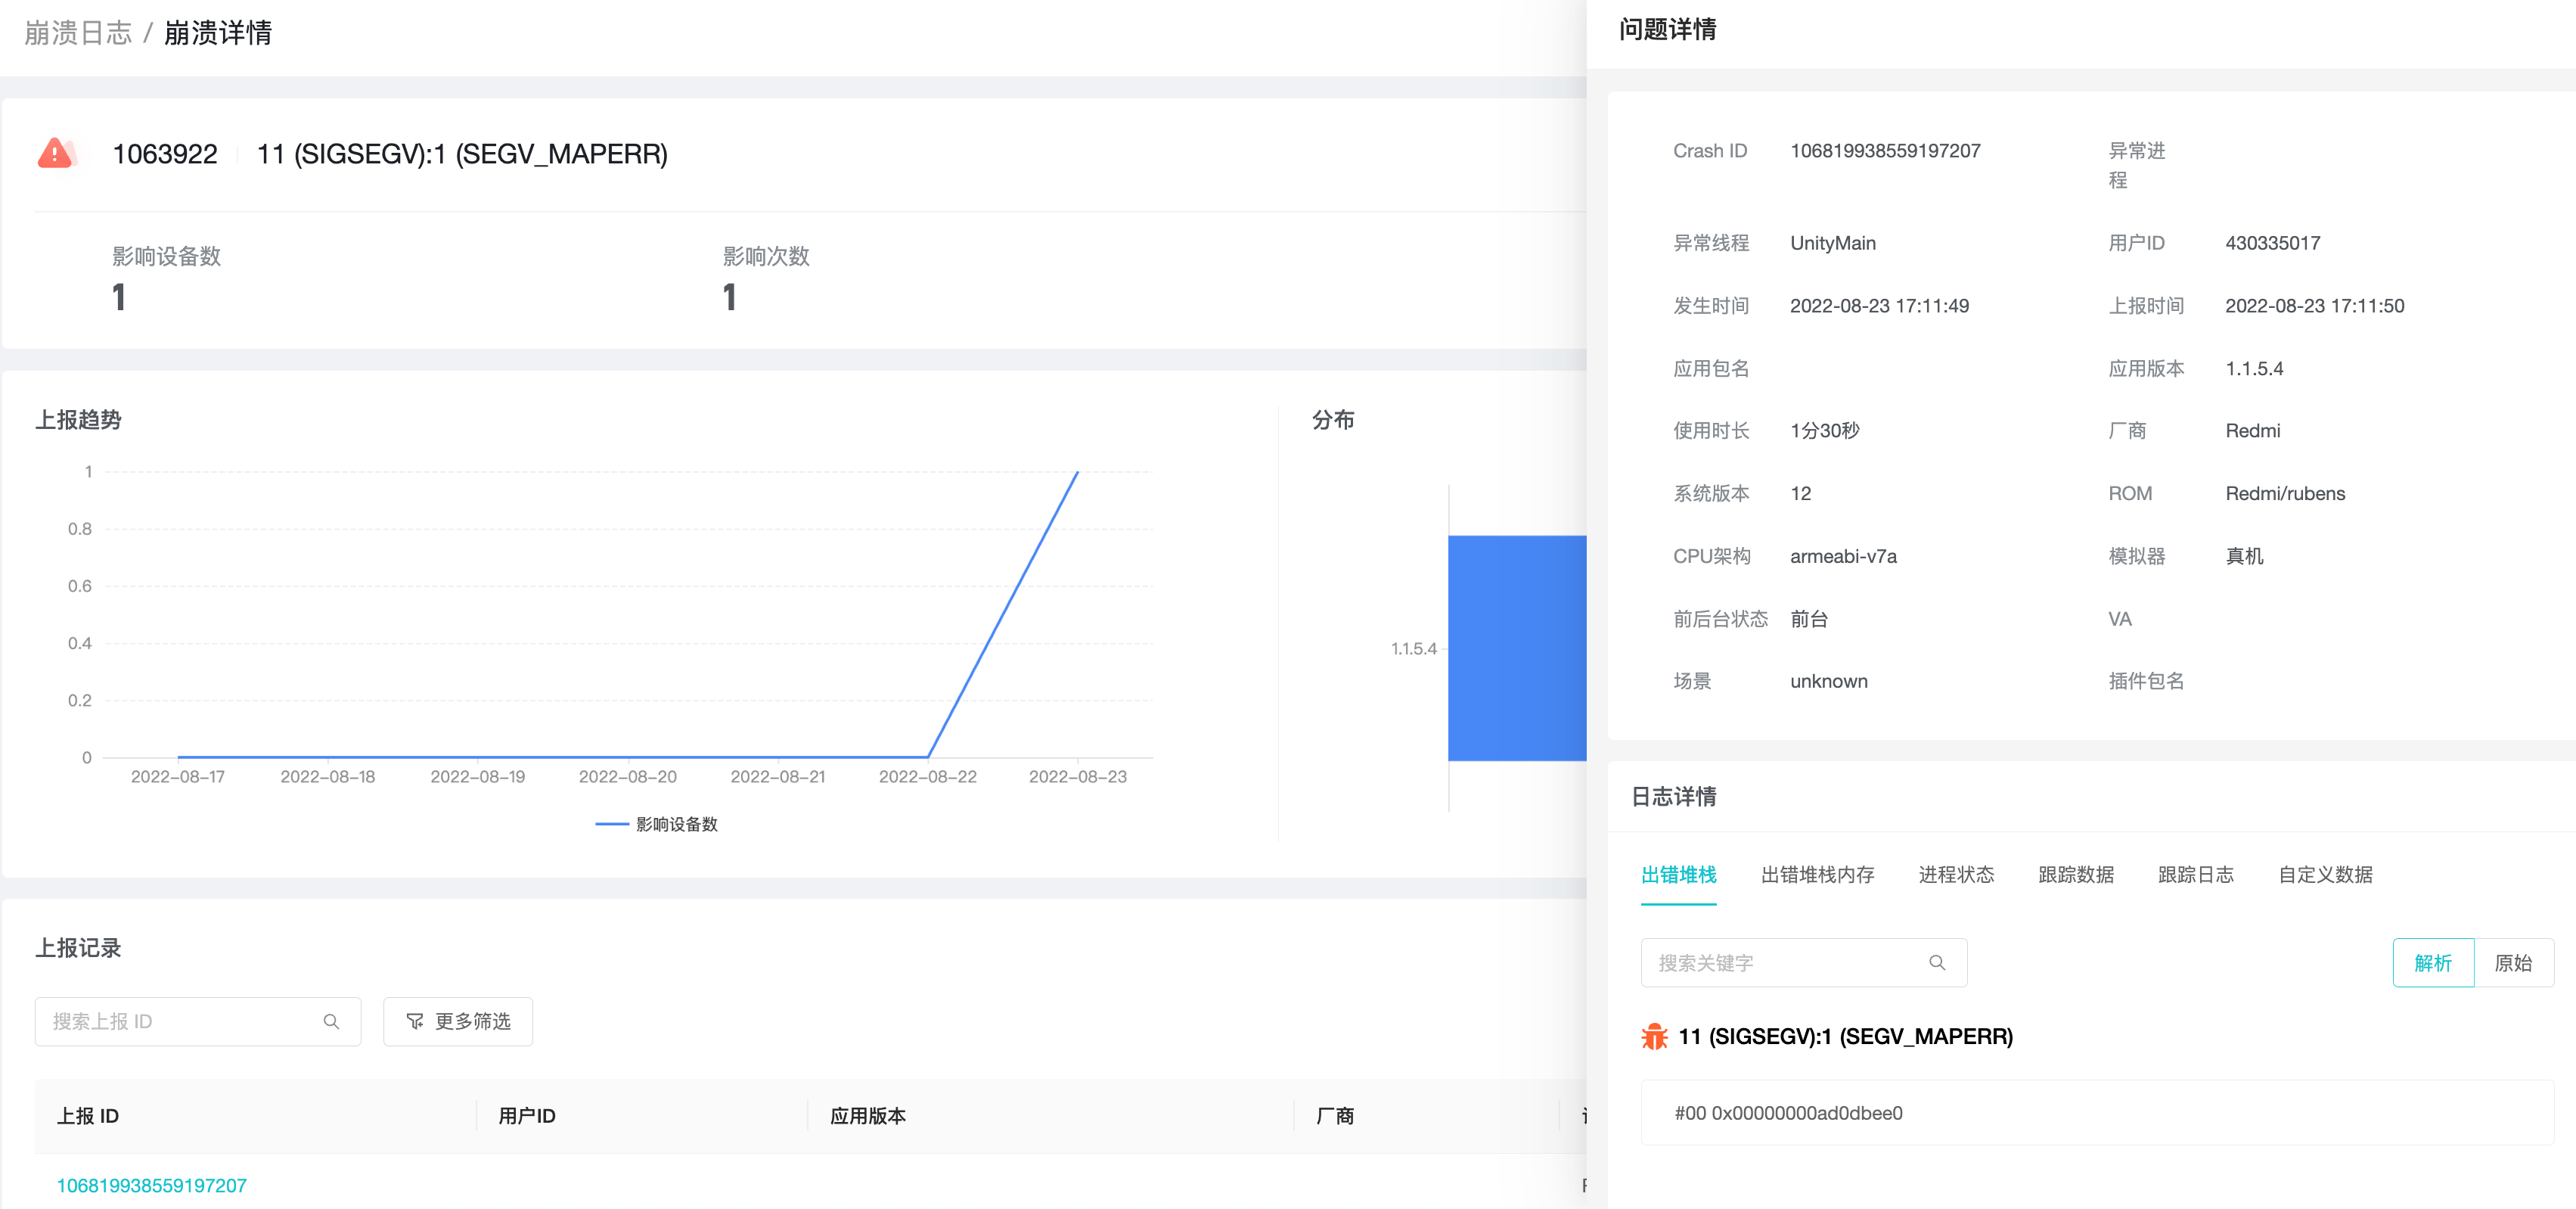 崩溃日志 / 崩溃详情
1063922 11 (SIGSEGV):1 (SEGV_MAPERR)
影响设备数 影响次数
1 1
上报趋势 分布
1
0.8
0.6
0.4
0.2
0
2022-08-17 2022-08-18 2022-08-19 2022-08-20 2022-08-21 2022-08-22 2022-08-23
影响设备数
1.1.5.4
上报记录
搜索上报 ID 更多筛选
上报 ID 用户ID 应用版本 厂商
106819938559197207
问题详情
Crash ID 106819938559197207 异常进程
异常线程 UnityMain 用户ID 430335017
发生时间 2022-08-23 17:11:49 上报时间 2022-08-23 17:11:50
应用包名 应用版本 1.1.5.4
使用时长 1分30秒 厂商 Redmi
系统版本 12 ROM Redmi/rubens
CPU架构 armeabi-v7a 模拟器 真机
前后台状态 前台 VA
场景 unknown 插件包名
日志详情
出错堆栈 出错堆栈内存 进程状态 跟踪数据 跟踪日志 自定义数据
搜索关键字 解析 原始
11 (SIGSEGV):1 (SEGV_MAPERR)
#00 0x00000000ad0dbee0